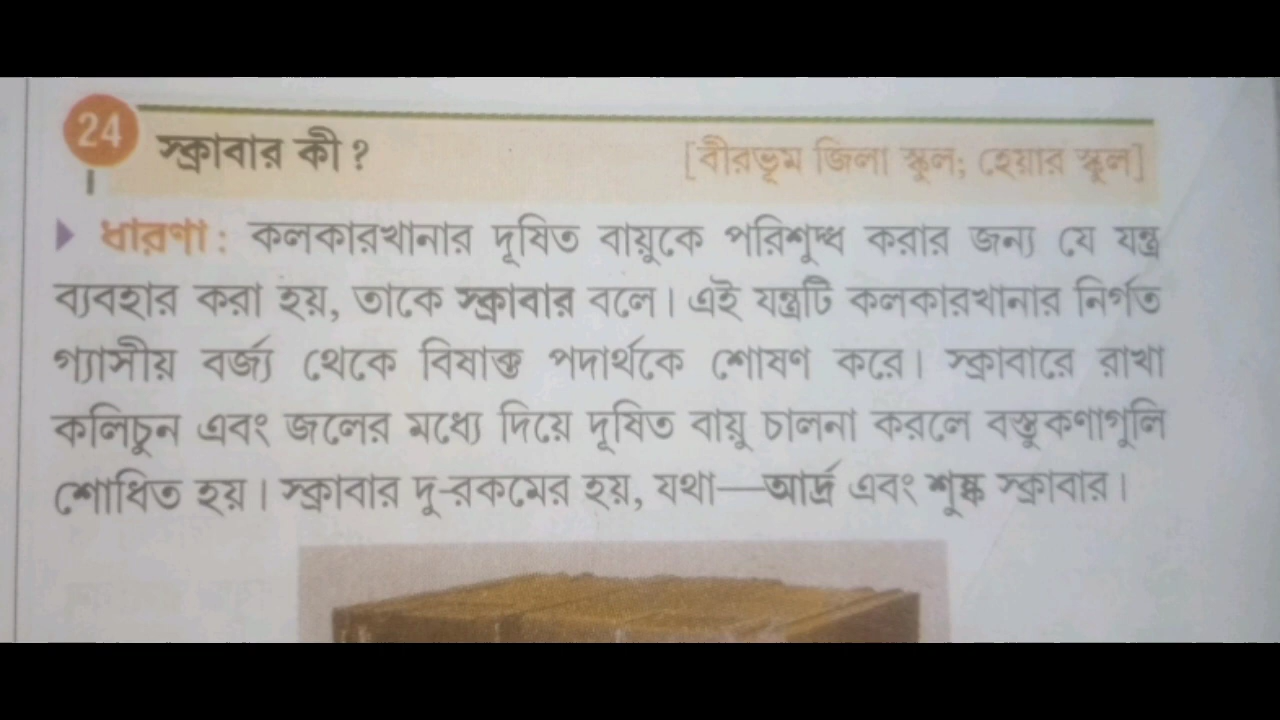 24 স্ক্রাবার কী? [বীরভূম জিলা স্কুল; হেয়ার স্কুল]
ধারণা: কলকারখানার দূষিত বায়ুকে পরিশুদ্ধ করার জন্য যে যন্ত্র
ব্যবহার করা হয়, তাকে স্ক্রাবার বলে। এই যন্ত্রটি কলকারখানার নির্গত
গ্যাসীয় বর্জ্য থেকে বিষাক্ত পদার্থকে শোষণ করে। স্ক্রাবারে রাখা
কলিচুন এবং জলের মধ্যে দিয়ে দূষিত বায়ু চালনা করলে বস্তুকণাগুলি
শোধিত হয়। স্ক্রাবার দু-রকমের হয়, যথা—আর্দ্র এবং শুষ্ক স্ক্রাবার।